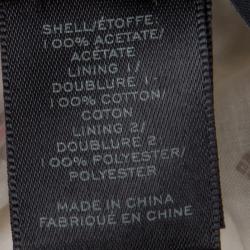 SHELL/ÉTOFFE:
100% ACETATE/
ACÉTATE
LINING 1/
DOUBLURE 1-
100% COTTON/
COTON
LINING 2/
DOUBLURE 2-
100% POLYESTER/
POLYESTER
MADE IN CHINA
FABRIQUÉ EN CHINE